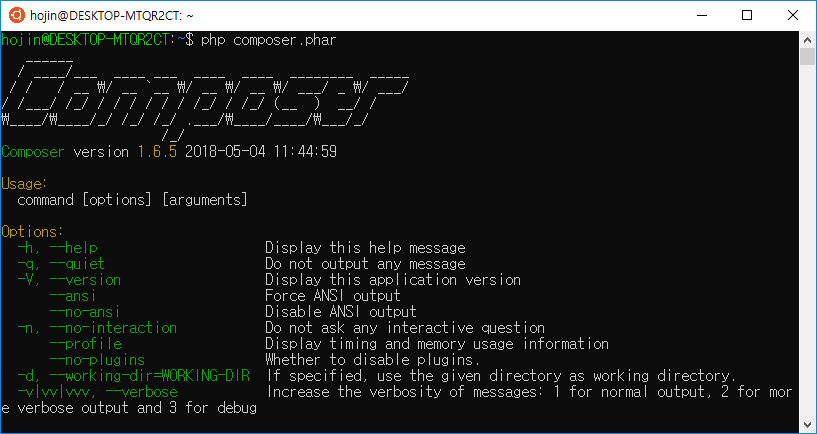 hojin@DESKTOP-MTQR2CT: ~
hojin@DESKTOP-MTQR2CT:~$ php composer.phar
   ______
  / ____/___  ____ ___  ____  ____  ________  _____
 / /   / __ ₩/ __ `__ ₩/ __ ₩/ __ ₩/ ___/ _ ₩/ ___/
/ /___/ /_/ / / / / / / /_/ / /_/ (__  )  __/ /
₩____/₩____/_/ /_/ /_/ .___/₩____/____/₩___/_/
                    /_/
Composer version 1.6.5 2018-05-04 11:44:59
Usage:
  command [options] [arguments]
Options:
  -h, --help                     Display this help message
  -q, --quiet                    Do not output any message
  -V, --version                  Display this application version
      --ansi                     Force ANSI output
      --no-ansi                  Disable ANSI output
  -n, --no-interaction           Do not ask any interactive question
      --profile                  Display timing and memory usage information
      --no-plugins               Whether to disable plugins.
  -d, --working-dir=WORKING-DIR  If specified, use the given directory as working directory.
  -v|vv|vvv, --verbose           Increase the verbosity of messages: 1 for normal output, 2 for mor
e verbose output and 3 for debug